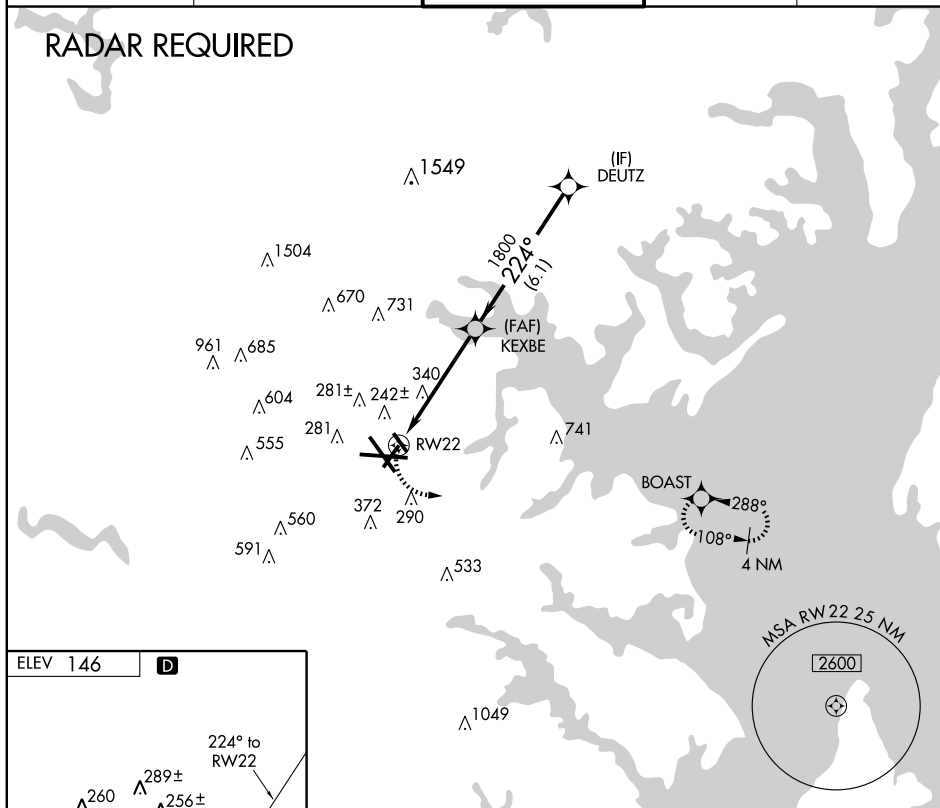 RADAR REQUIRED
(IF)
DEUTZ
1549
1504
1800
224°
(6.1)
670
731
(FAF)
KEXBE
961
685
340
281±
242±
604
281
RW22
741
555
BOAST
288°
372
290
560
108°
591
4 NM
533
MSA RW22 25 NM
2600
ELEV 146
D
1049
224° to
RW22
289±
260
256±